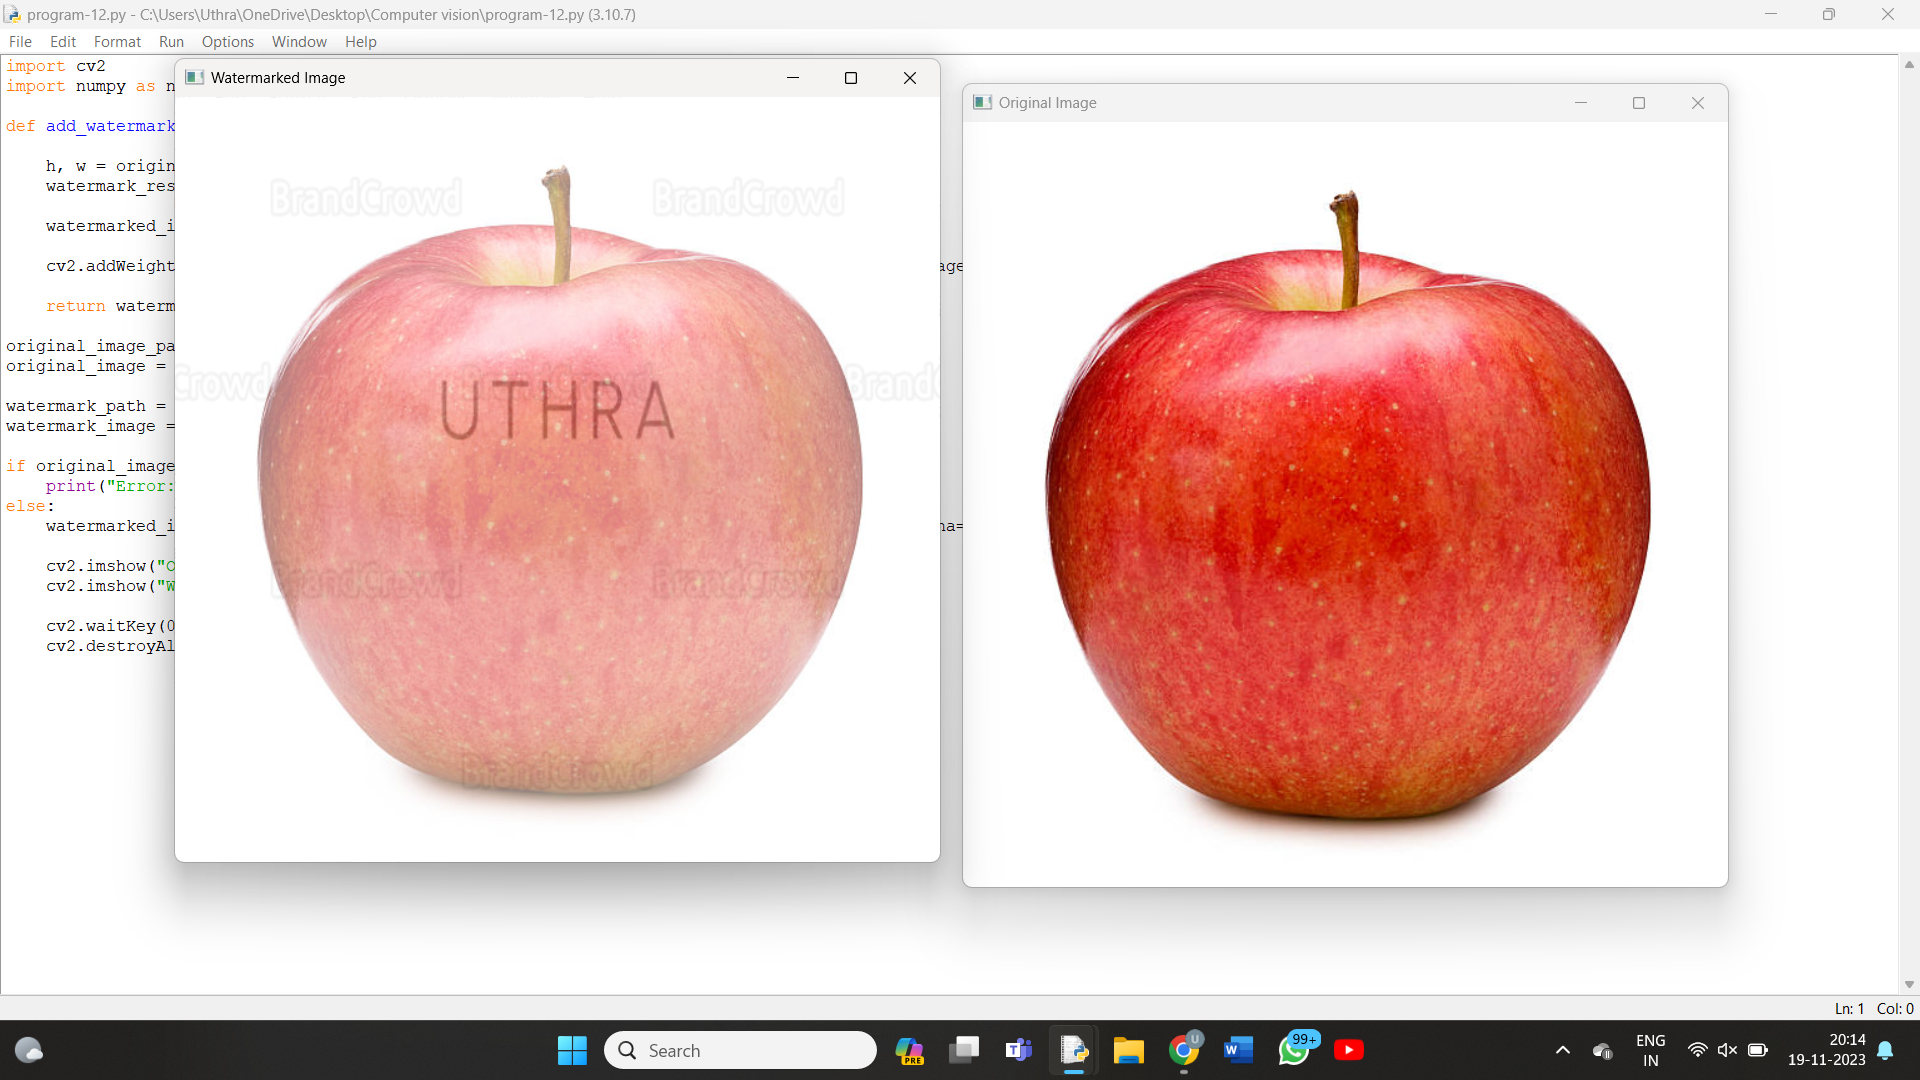 program-12.py - C:\Users\Uthra\OneDrive\Desktop\Computer vision\program-12.py (3.10.7)
File Edit Format Run Options Window Help
import cv2
import numpy as n
def add_watermark
h, w = origin
watermark_res
watermarked_i
cv2.addWeight
age
return waterm
original_image_pa
original_image =
watermark_path =
watermark_image =
if original_image
print("Error:
else:
watermarked_i
na=
cv2.imshow("O
cv2.imshow("W
cv2.waitKey(0
cv2.destroyAl
Watermarked Image
BrandCrowd BrandCrowd
Crowd Brand
UTHRA
BrandCrowd BrandCrowd
BrandCrowd
Original Image
Ln: 1 Col: 0
Search
PRE
U
99+
ENG
IN
20:14
19-11-2023